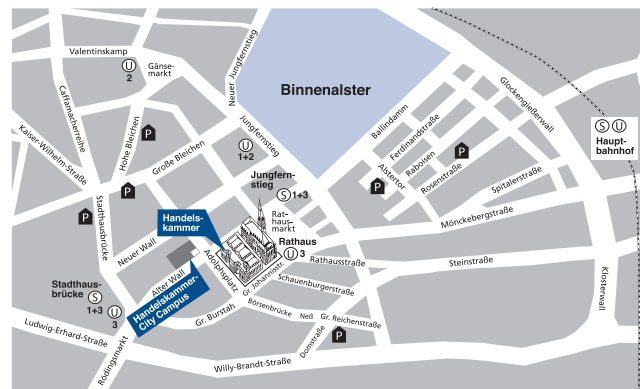 Valentinskamp
U
2
Gänse-
markt
Neuer Jungfernstieg
Binnenalster
Glockengießerwall
Caffamacherreihe
Kaiser-Wilhelm-Straße
Hohe Bleichen
P
Große Bleichen
Jungfernstieg
U
1+2
Ballindamm
Ferdinandstraße
Raboisen
Rosenstraße
Alstertor
P
P
S U
Haupt-
bahnhof
Spitalerstraße
Mönckebergstraße
Jungfern-
stieg
S 1+3
P
P
Stadthausbrücke
Handels-
kammer
Rat-
haus
markt
Rathaus
U 3
Neuer Wall
Alter Wall
Adolphsplatz
Gr. Johannisstr.
Rathausstraße
Steinstraße
Schauenburgerstraße
Klosterwall
Stadthaus-
brücke
S
1+3
U
3
Handelskammer-
City Campus
Gr. Burstah
Börsenbrücke
Neß
Gr. Reichenstraße
Domstraße
P
Ludwig-Erhard-Straße
Rödingsmarkt
Willy-Brandt-Straße